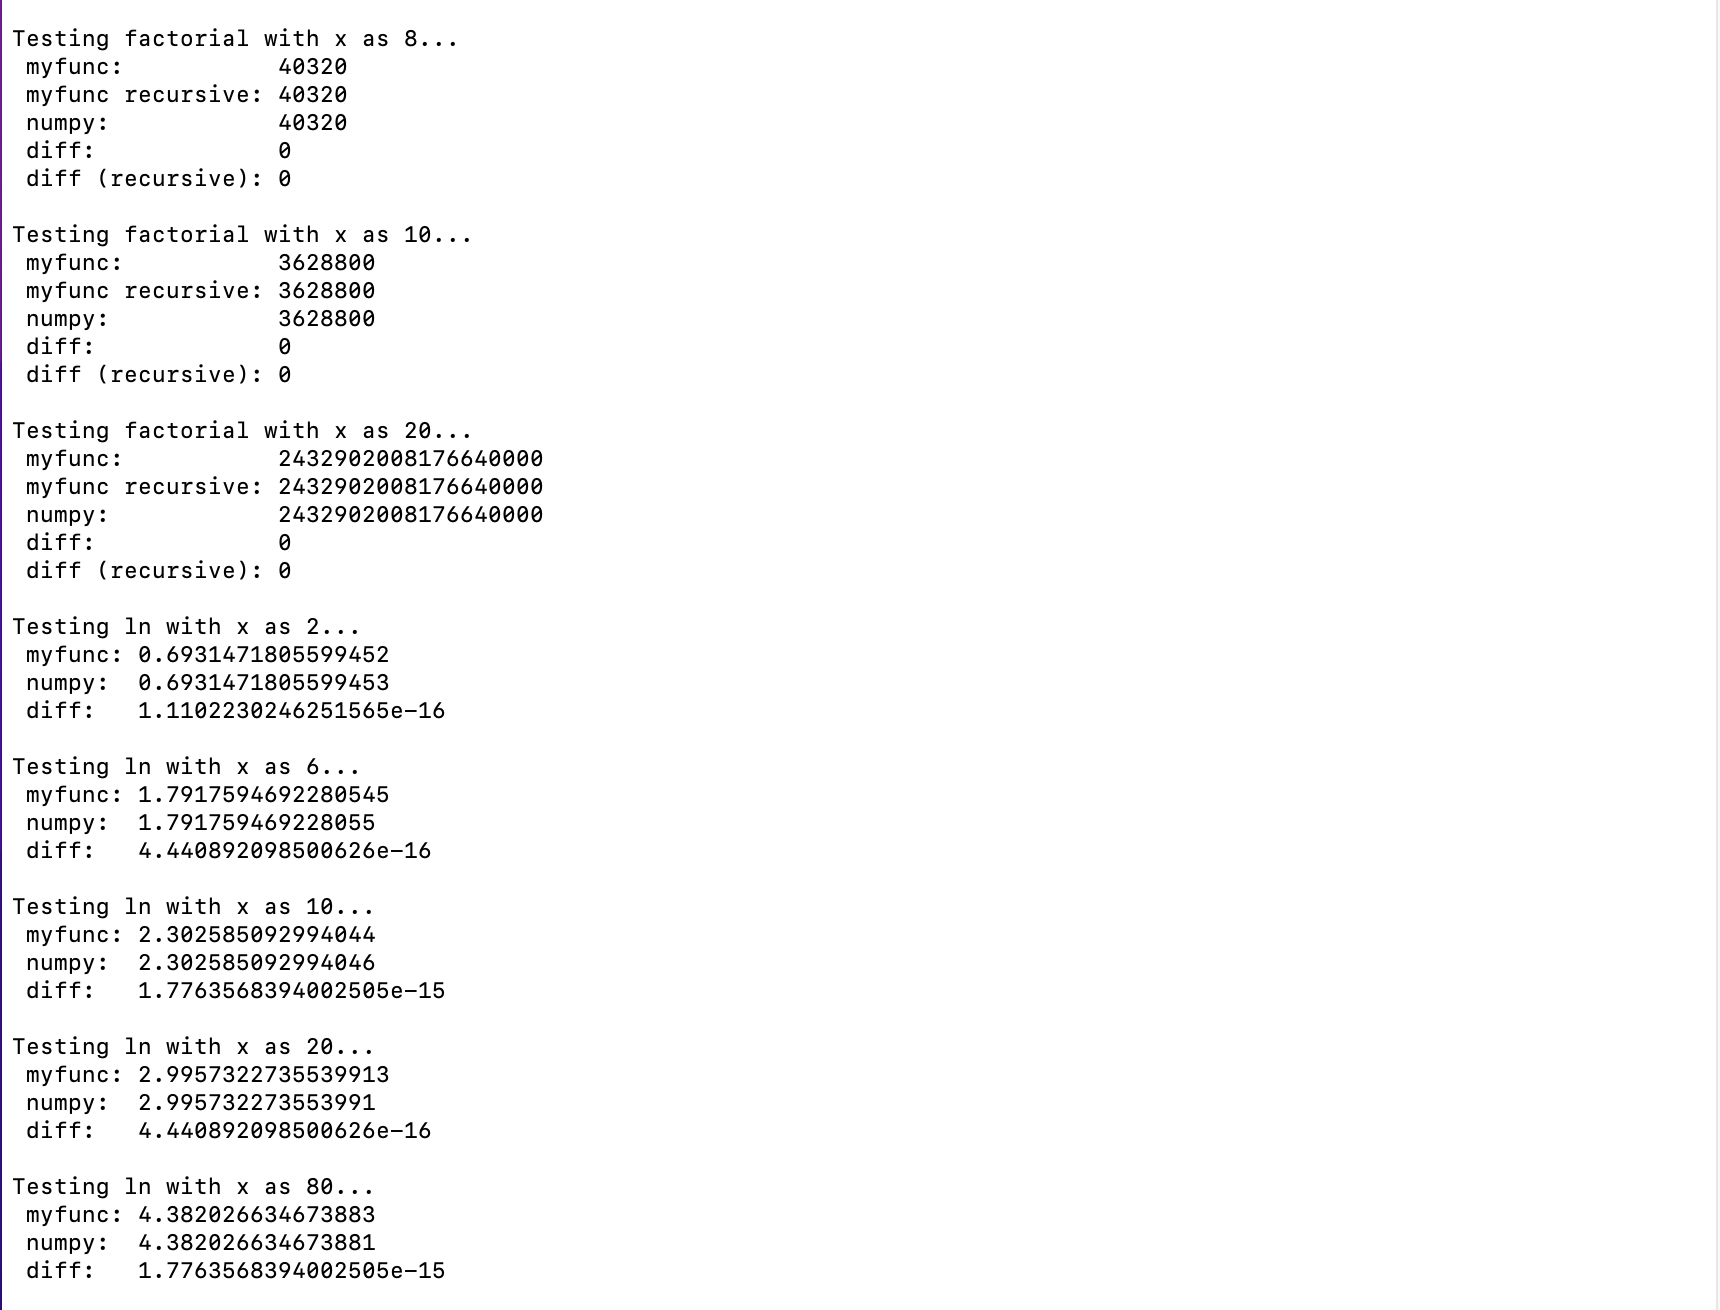 Testing factorial with x as 8...
 myfunc:           40320
 myfunc recursive: 40320
 numpy:            40320
 diff:             0
 diff (recursive): 0

Testing factorial with x as 10...
 myfunc:           3628800
 myfunc recursive: 3628800
 numpy:            3628800
 diff:             0
 diff (recursive): 0

Testing factorial with x as 20...
 myfunc:           2432902008176640000
 myfunc recursive: 2432902008176640000
 numpy:            2432902008176640000
 diff:             0
 diff (recursive): 0

Testing ln with x as 2...
 myfunc: 0.6931471805599452
 numpy:  0.6931471805599453
 diff:   1.1102230246251565e-16

Testing ln with x as 6...
 myfunc: 1.7917594692280545
 numpy:  1.791759469228055
 diff:   4.440892098500626e-16

Testing ln with x as 10...
 myfunc: 2.302585092994044
 numpy:  2.302585092994046
 diff:   1.7763568394002505e-15

Testing ln with x as 20...
 myfunc: 2.9957322735539913
 numpy:  2.995732273553991
 diff:   4.440892098500626e-16

Testing ln with x as 80...
 myfunc: 4.382026634673883
 numpy:  4.382026634673881
 diff:   1.7763568394002505e-15